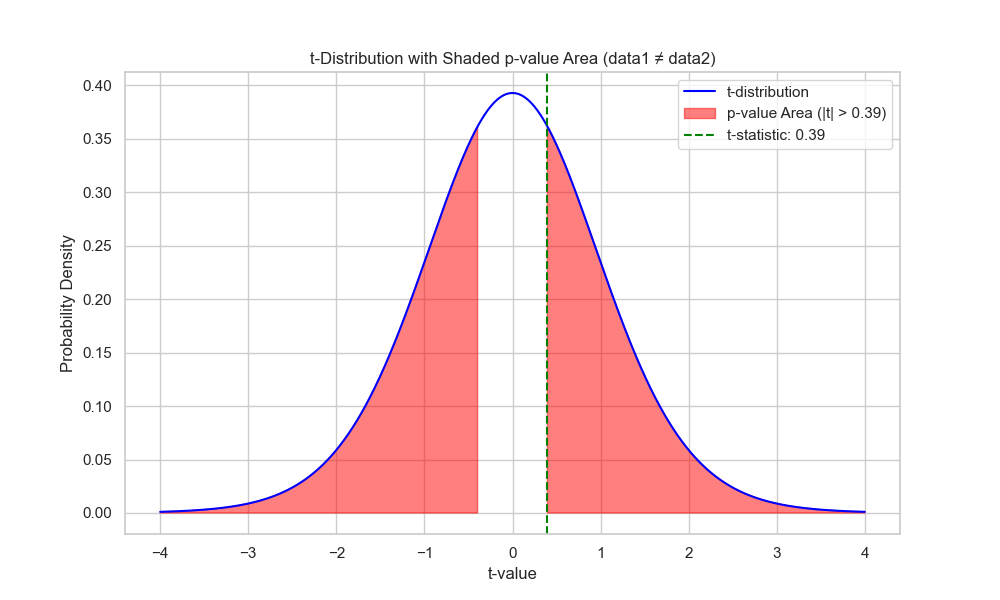 t-Distribution with Shaded p-value Area (data1 ≠ data2)
t-distribution
p-value Area (|t| > 0.39)
t-statistic: 0.39
Probability Density
0.40
0.35
0.30
0.25
0.20
0.15
0.10
0.05
0.00
−4 −3 −2 −1 0 1 2 3 4
t-value